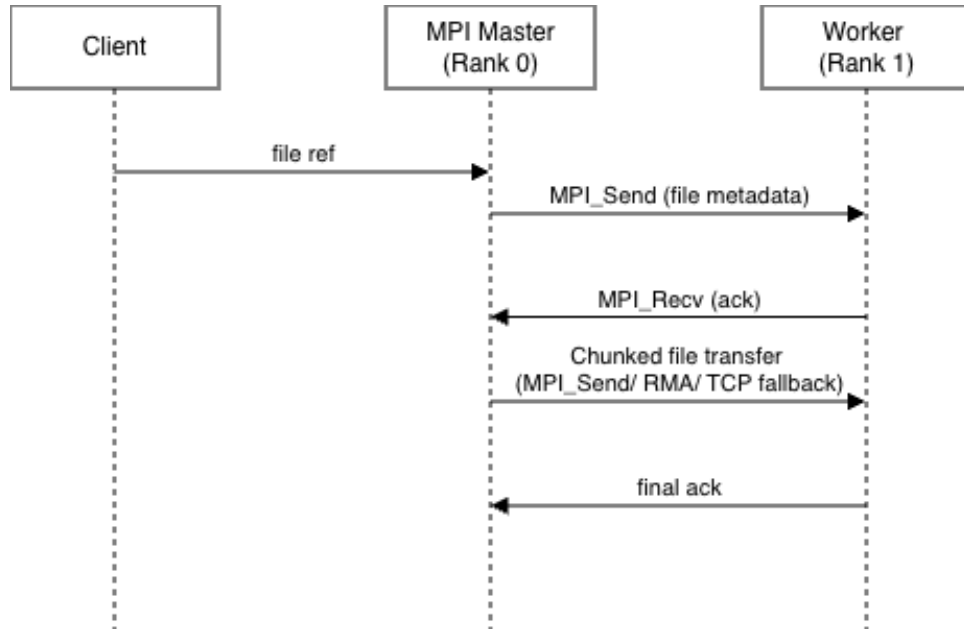 Client
MPI Master
(Rank 0)
Worker
(Rank 1)
file ref
MPI_Send (file metadata)
MPI_Recv (ack)
Chunked file transfer
(MPI_Send/ RMA/ TCP fallback)
final ack